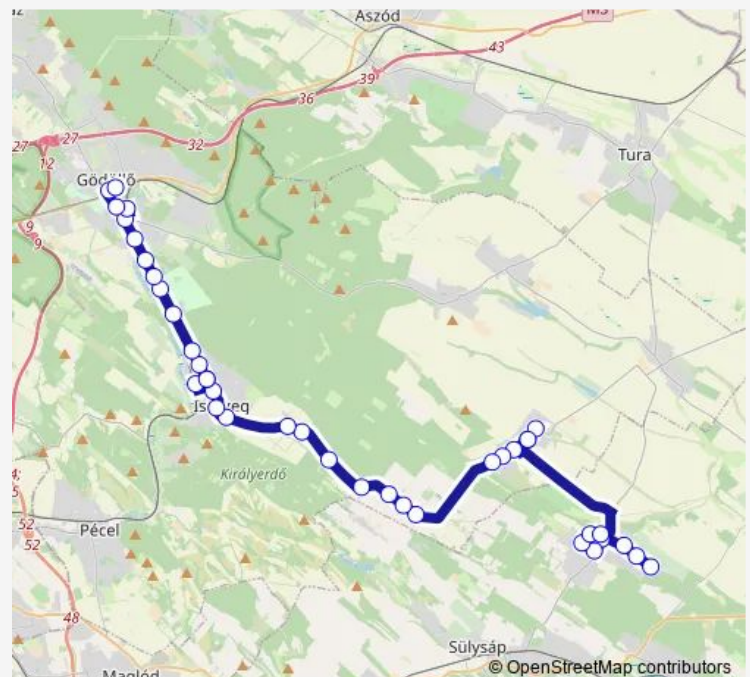 Aszód
M3
43
39
36
27
27
32
12
Tura
Gödöllő
9
9
Isaszeg
Királyerdő
52
52
Pécel
48
Sülysáp
Maglód
© OpenStreetMap contributors